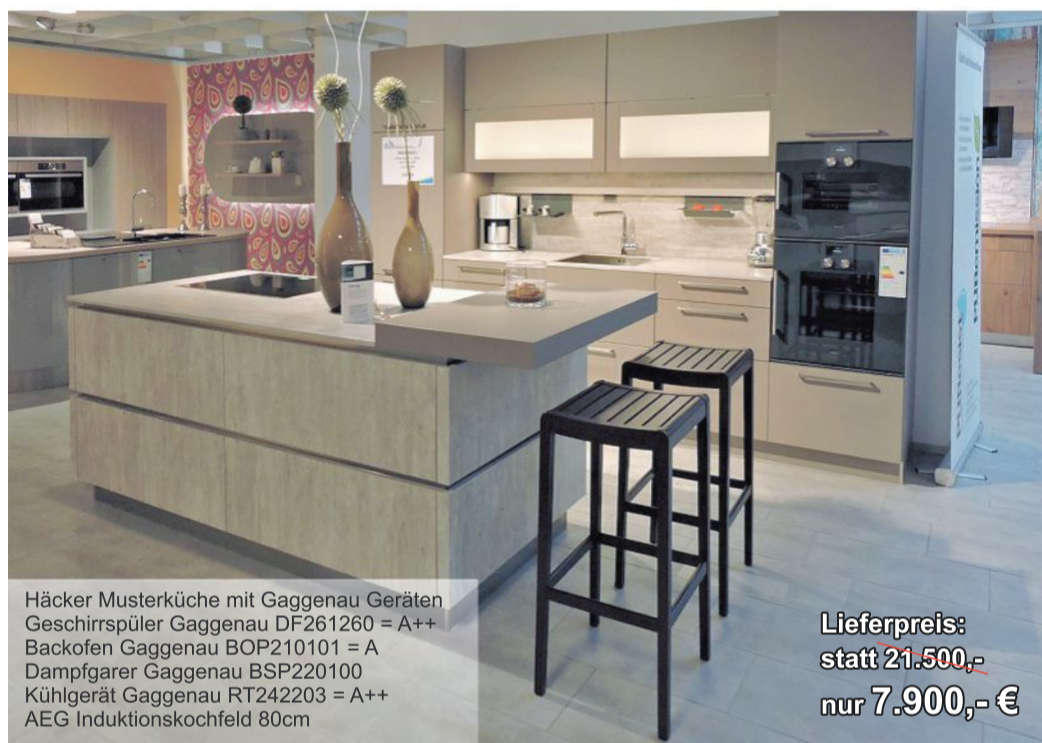 Häcker Musterküche mit Gaggenau Geräten
Geschirrspüler Gaggenau DF261260 = A++
Backofen Gaggenau BOP210101 = A
Dampfgarer Gaggenau BSP220100
Kühlgerät Gaggenau RT242203 = A++
AEG Induktionskochfeld 80cm
Lieferpreis:
statt 21.500,-
nur 7.900,- €